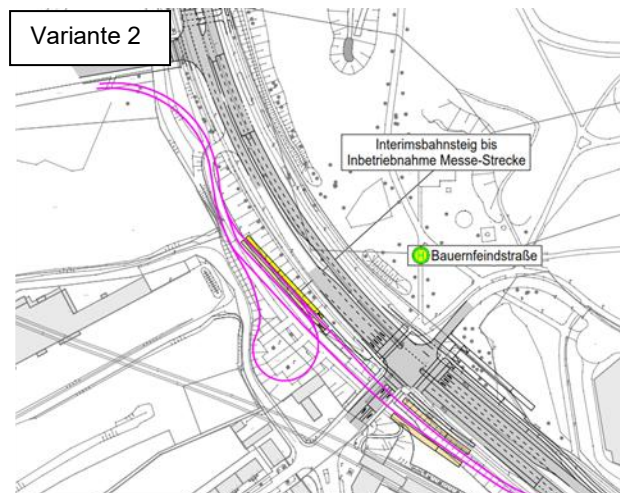 Variante 2
Interimsbahnsteig bis
Inbetriebnahme Messe-Strecke
H
Bauernfeindstraße